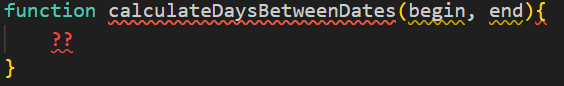 function calculateDaysBetweenDates(begin, end){
??
}